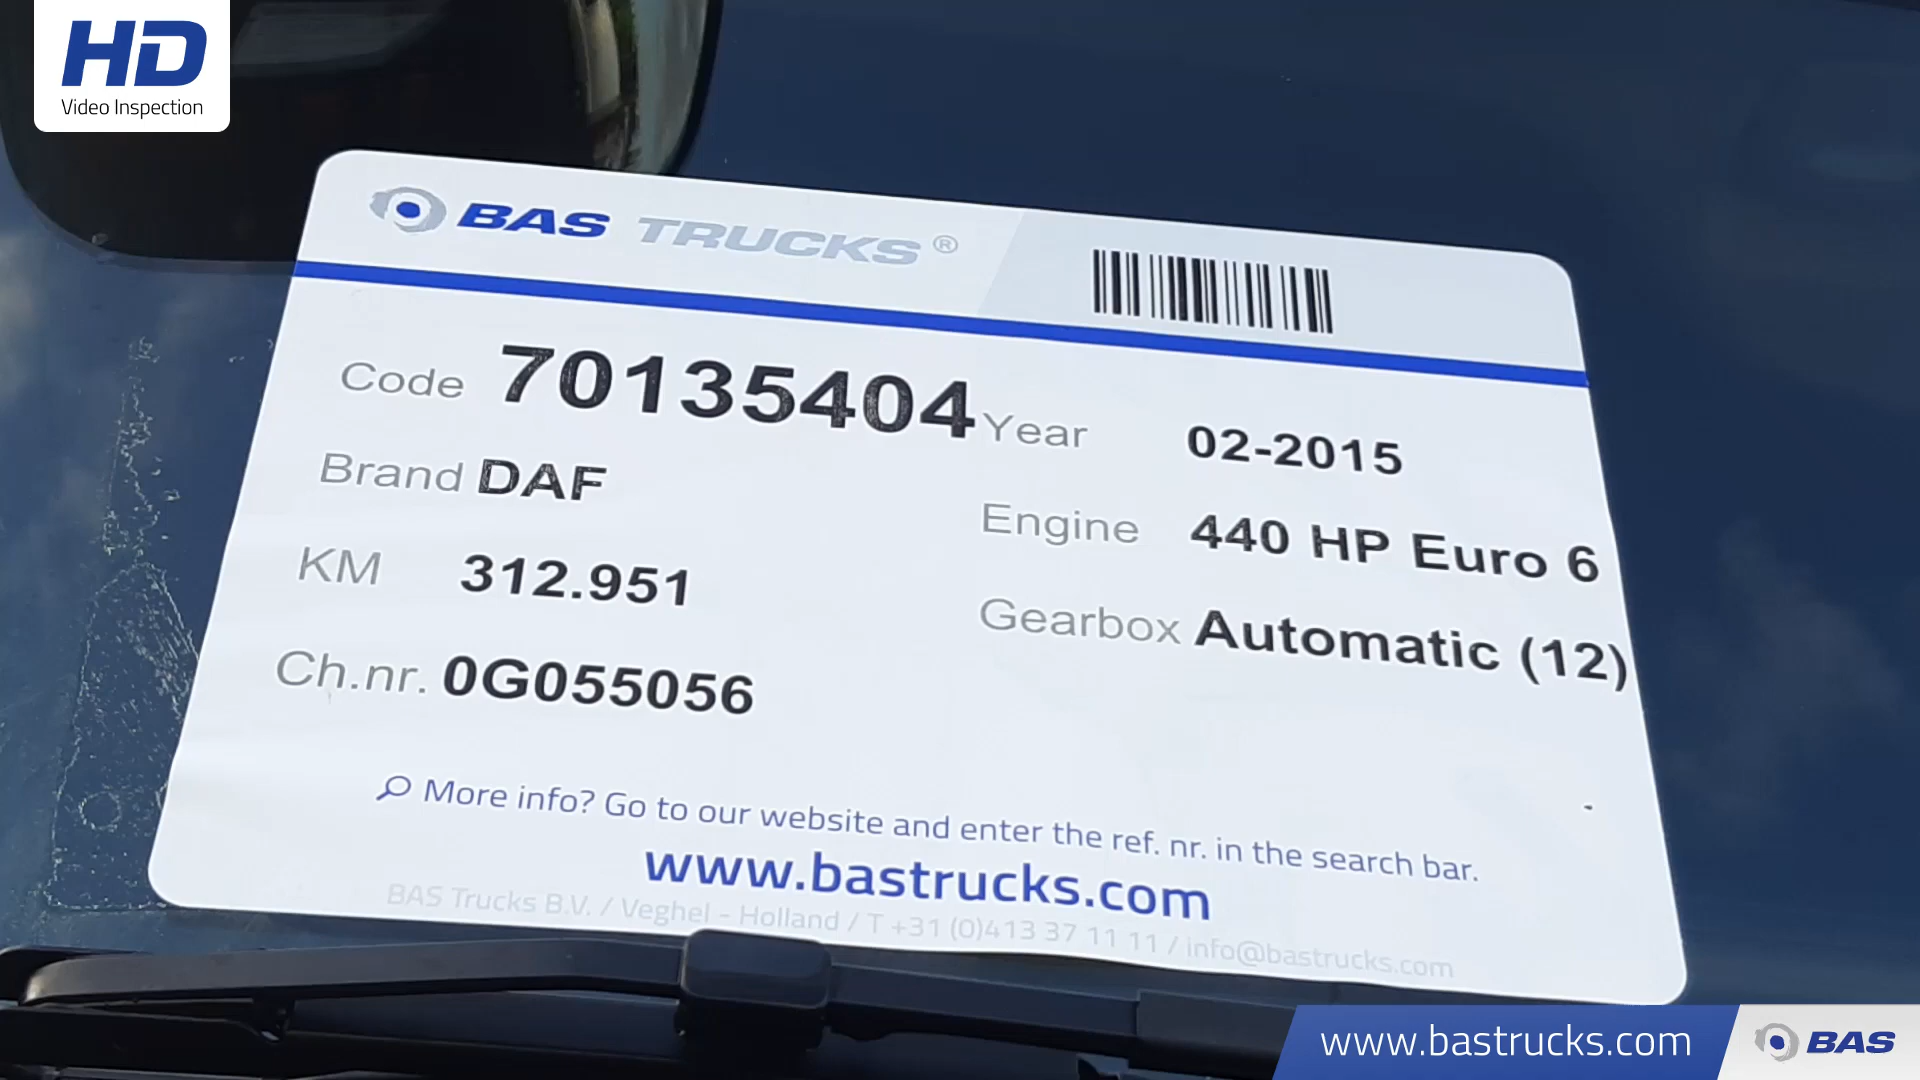 HD
Video Inspection
BAS TRUCKS®
Code 70135404
Year 02-2015
Brand DAF
Engine 440 HP Euro 6
KM 312.951
Gearbox Automatic (12)
Ch.nr. 0G055056
More info? Go to our website and enter the ref. nr. in the search bar.
www.bastrucks.com
BAS Trucks B.V. / Veghel - Holland / T +31 (0)413 37 11 11 / info@bastrucks.com
www.bastrucks.com
BAS